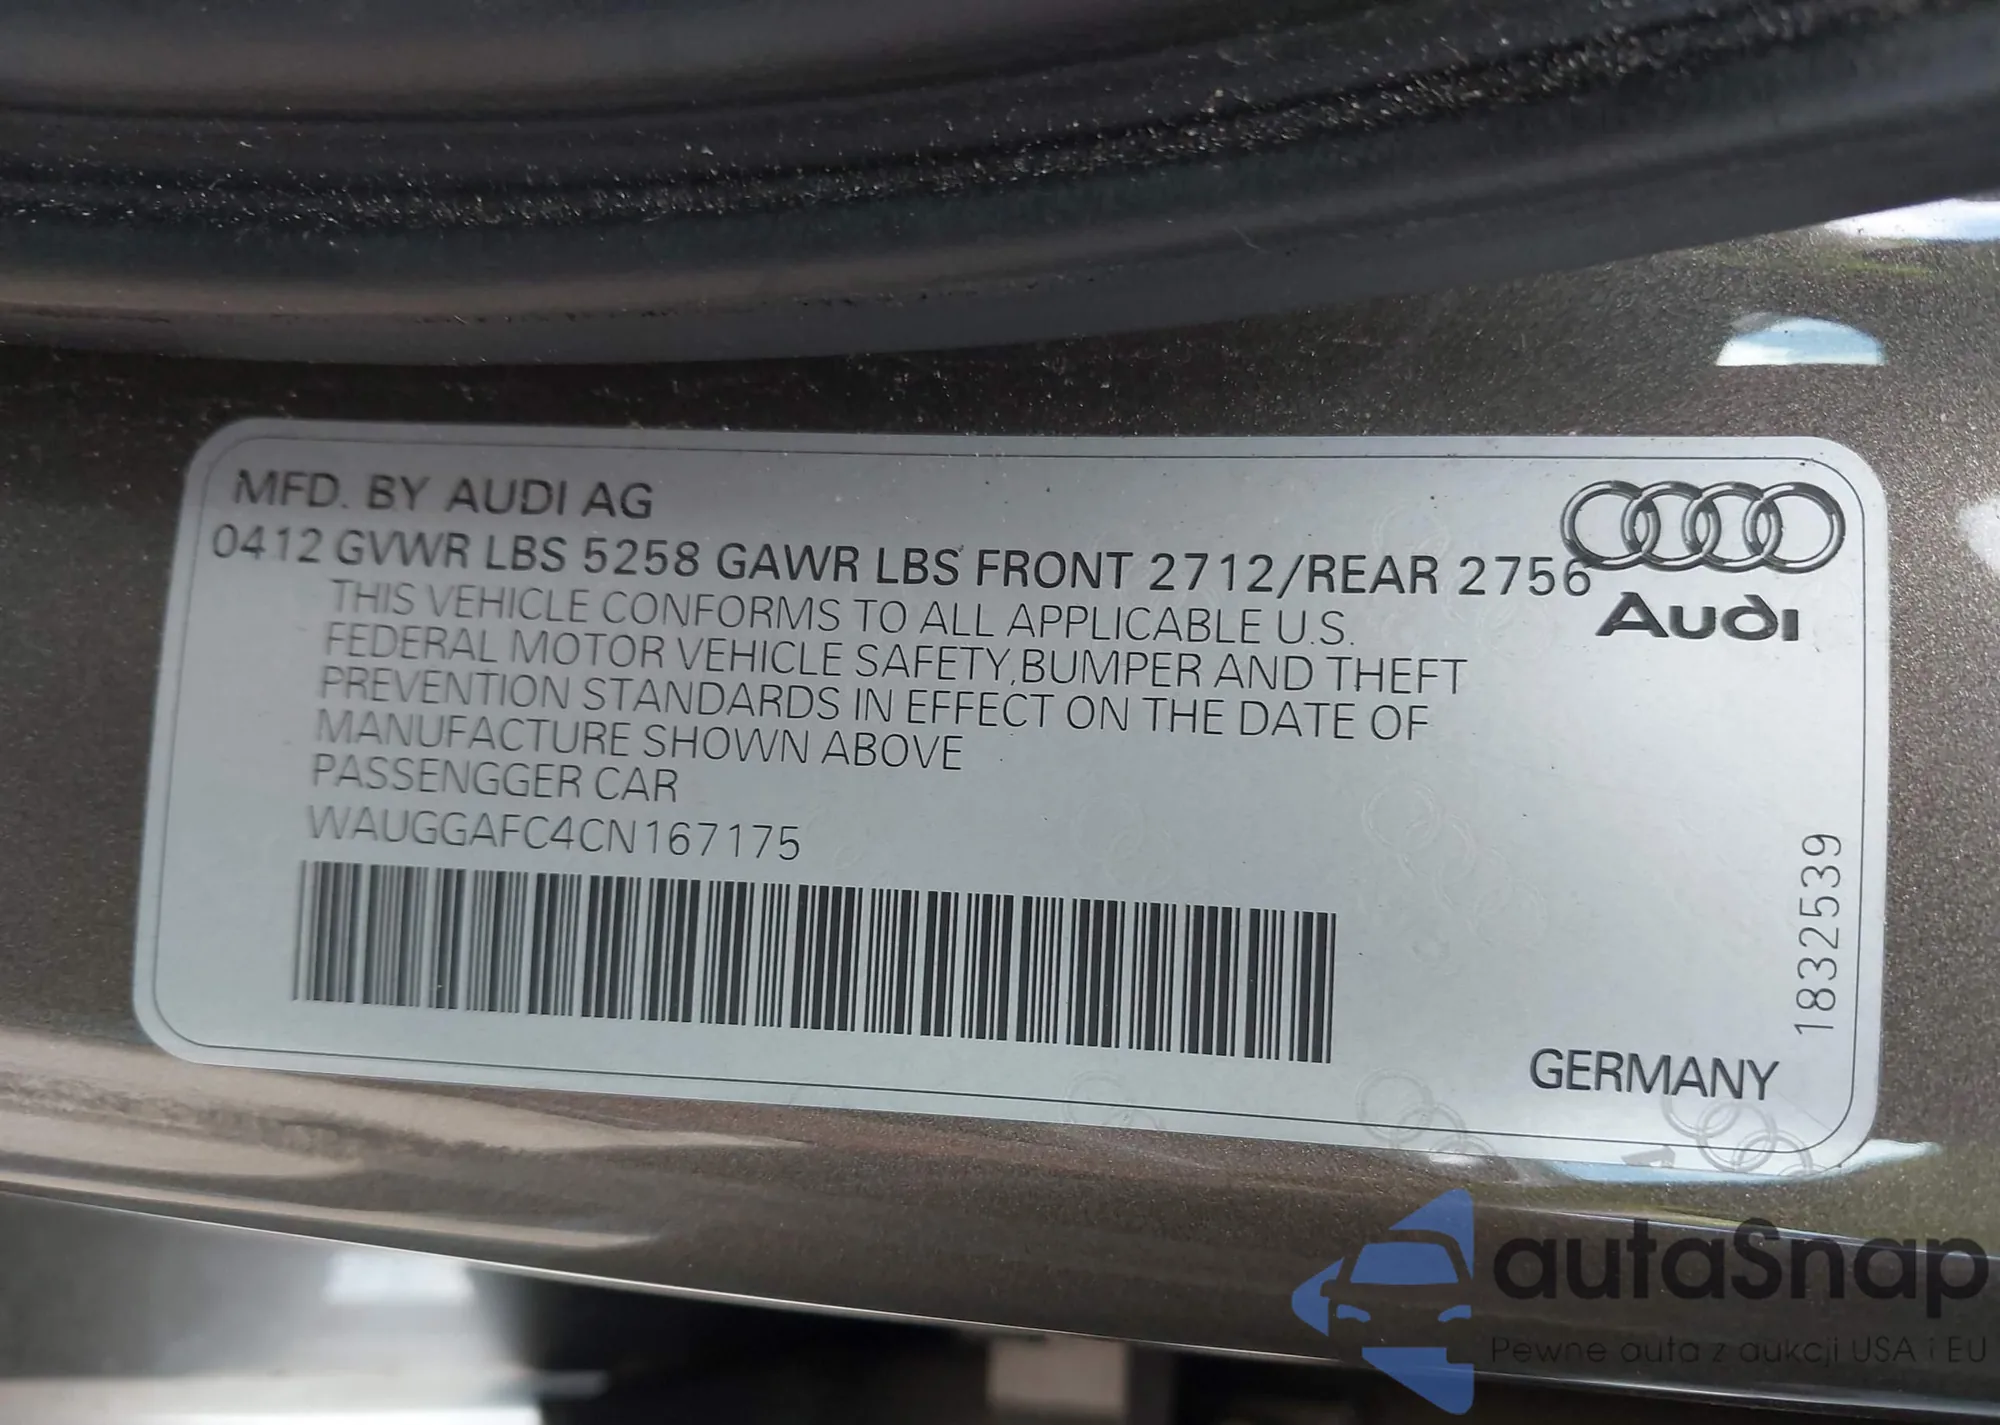 MFD. BY AUDI AG
0412 GVWR LBS 5258 GAWR LBS FRONT 2712/REAR 2756
Audi
THIS VEHICLE CONFORMS TO ALL APPLICABLE U.S.
FEDERAL MOTOR VEHICLE SAFETY,BUMPER AND THEFT
PREVENTION STANDARDS IN EFFECT ON THE DATE OF
MANUFACTURE SHOWN ABOVE
PASSENGGER CAR
WAUGGAFC4CN167175
1832539
GERMANY
autaSnap
Pewne auta z aukcji USA i EU